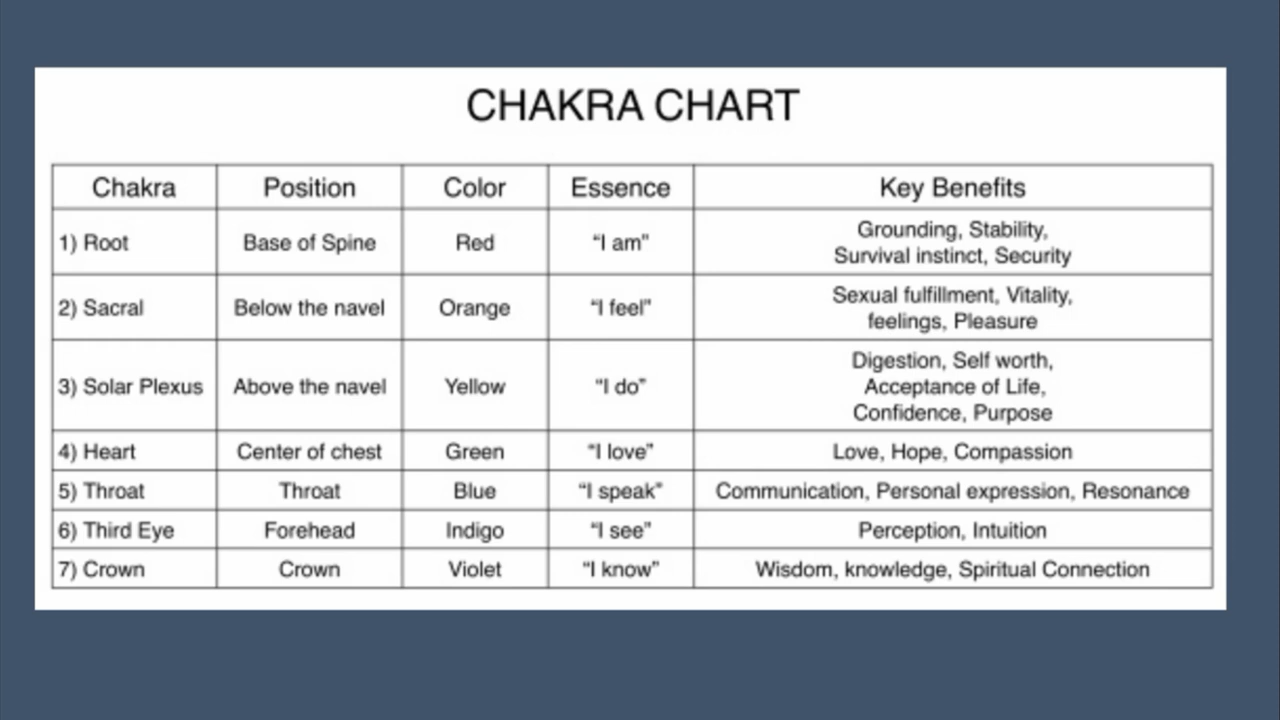 CHAKRA CHART
Chakra Position Color Essence Key Benefits
1) Root Base of Spine Red “I am” Grounding, Stability,
Survival instinct, Security
2) Sacral Below the navel Orange “I feel” Sexual fulfillment, Vitality,
feelings, Pleasure
3) Solar Plexus Above the navel Yellow “I do” Digestion, Self worth,
Acceptance of Life,
Confidence, Purpose
4) Heart Center of chest Green “I love” Love, Hope, Compassion
5) Throat Throat Blue “I speak” Communication, Personal expression, Resonance
6) Third Eye Forehead Indigo “I see” Perception, Intuition
7) Crown Crown Violet “I know” Wisdom, knowledge, Spiritual Connection